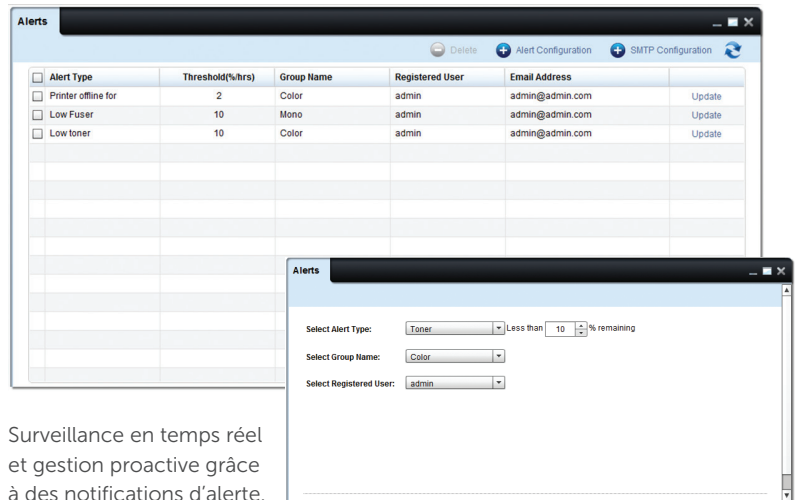 Alerts
Delete Alert Configuration SMTP Configuration
Alert Type Threshold(%/hrs) Group Name Registered User Email Address
Printer offline for 2 Color admin admin@admin.com Update
Low Fuser 10 Mono admin admin@admin.com Update
Low toner 10 Color admin admin@admin.com Update
Alerts
Select Alert Type: Toner Less than 10 % remaining
Select Group Name: Color
Select Registered User: admin
Surveillance en temps réel
et gestion proactive grâce
à des notifications d'alerte.